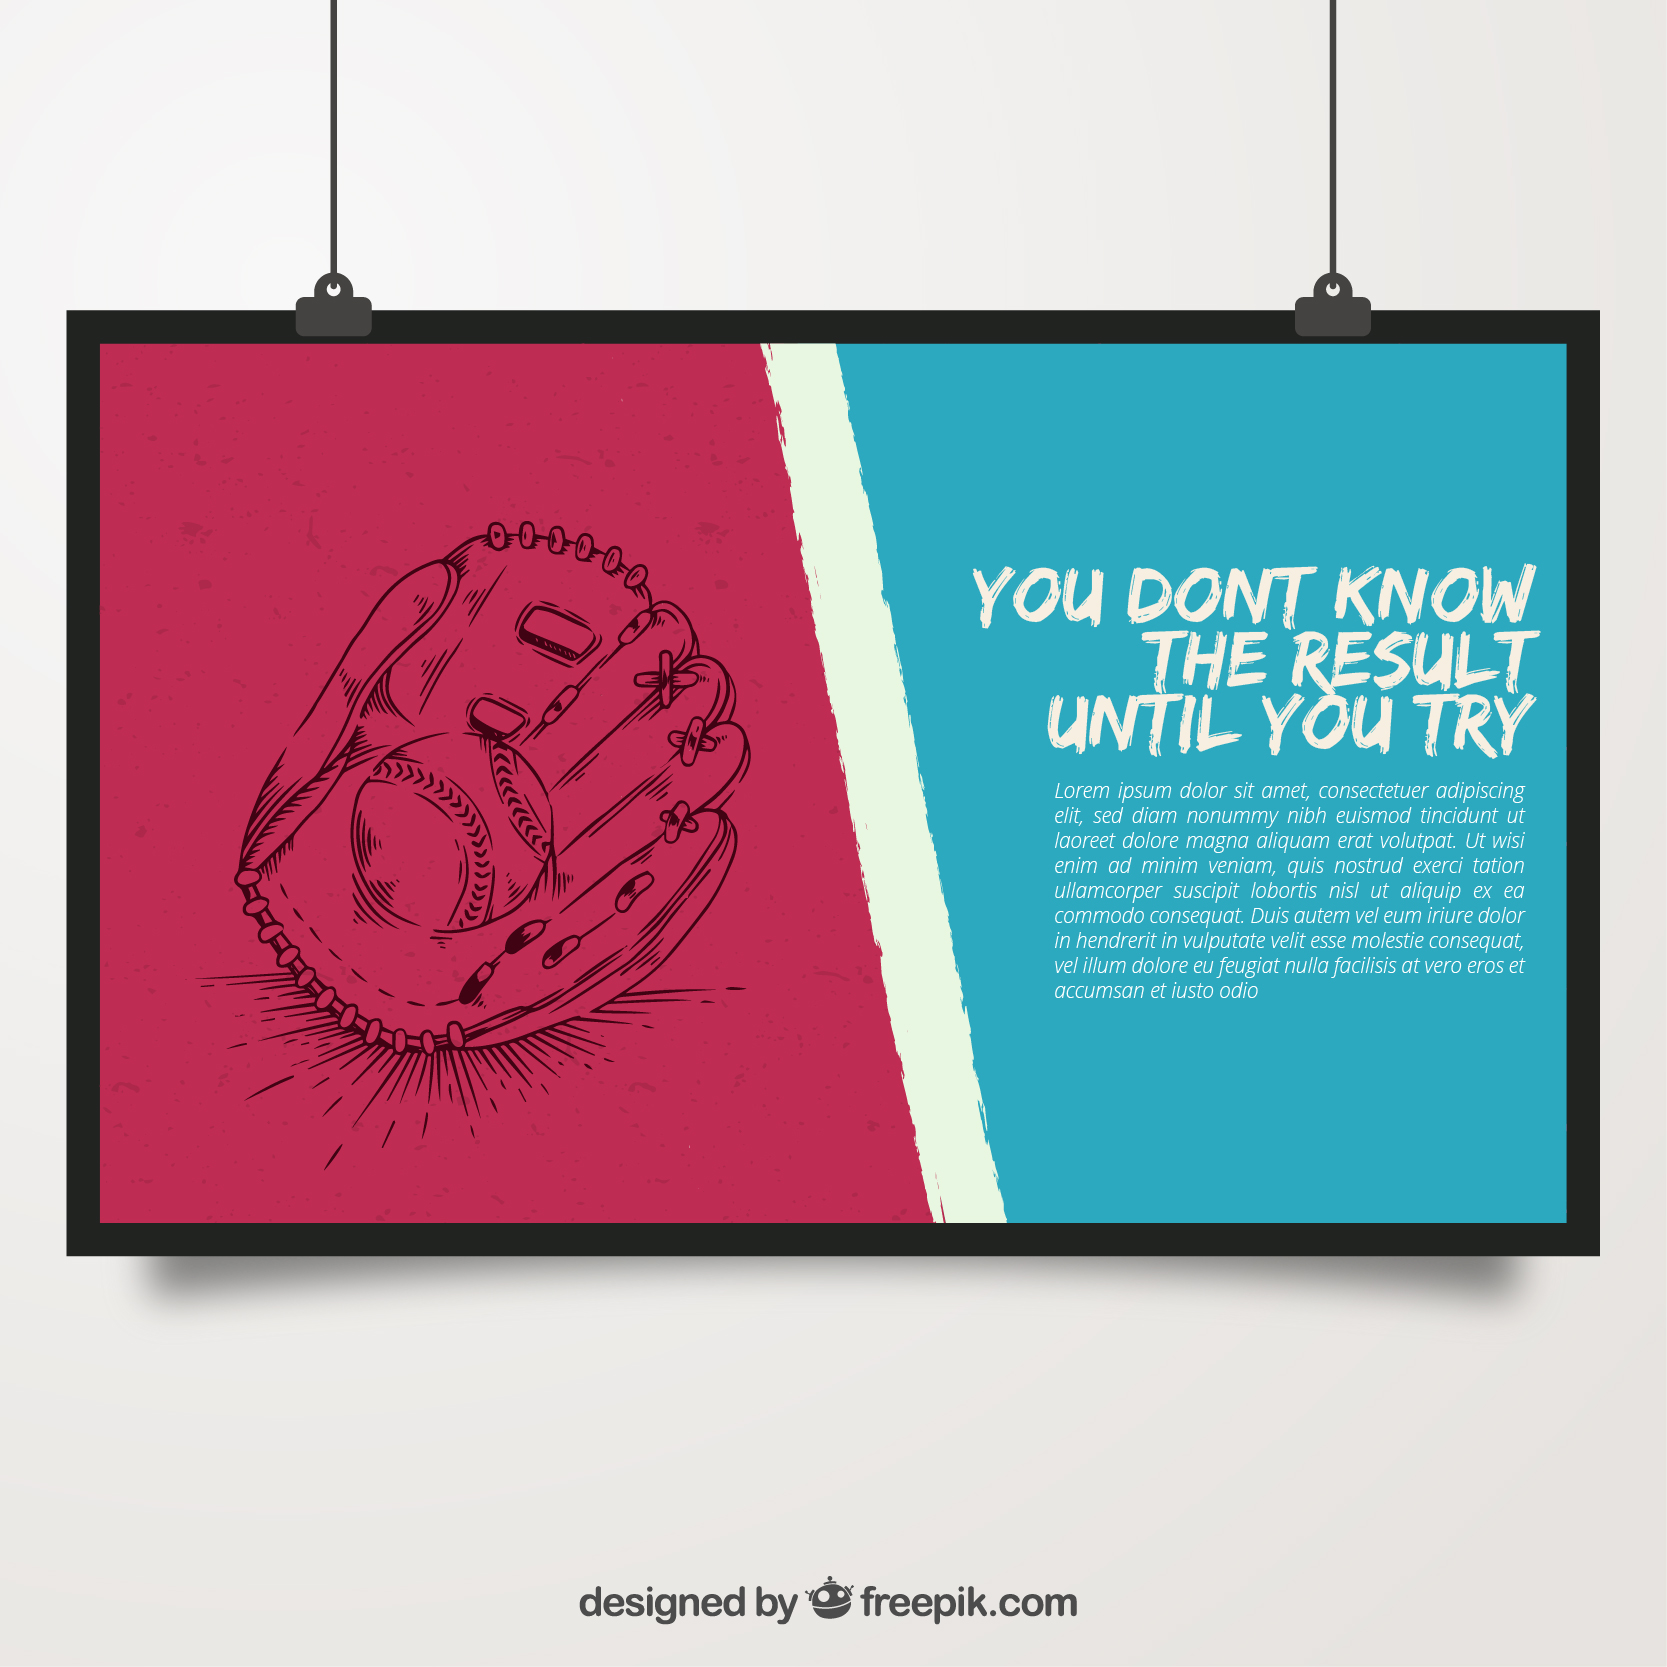 YOU DONT KNOW
THE RESULT
UNTIL YOU TRY
Lorem ipsum dolor sit amet, consectetuer adipiscing
elit, sed diam nonummy nibh euismod tincidunt ut
laoreet dolore magna aliquam erat volutpat. Ut wisi
enim ad minim veniam, quis nostrud exerci tation
ullamcorper suscipit lobortis nisl ut aliquip ex ea
commodo consequat. Duis autem vel eum iriure dolor
in hendrerit in vulputate velit esse molestie consequat,
vel illum dolore eu feugiat nulla facilisis at vero eros et
accumsan et iusto odio
designed by freepik.com